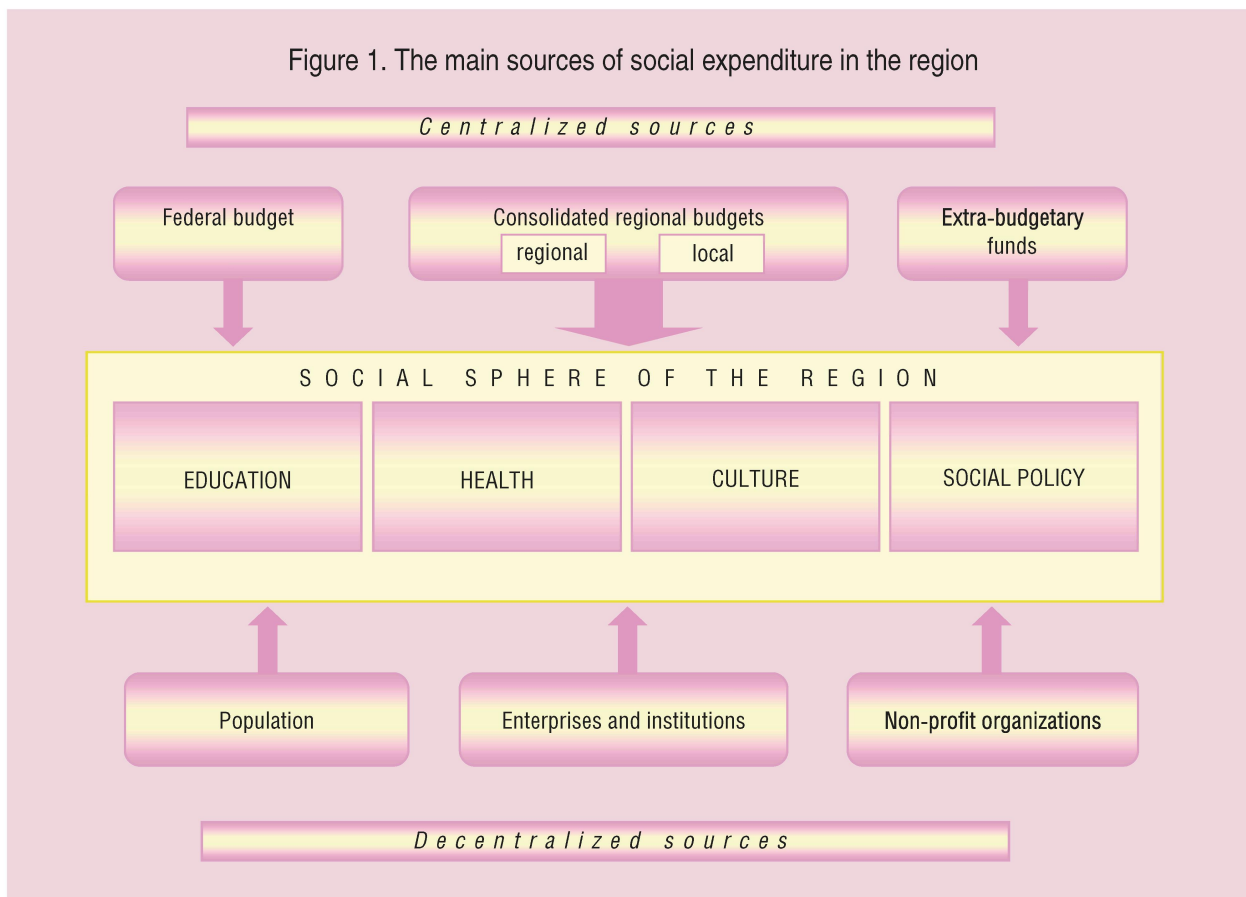 Figure 1. The main sources of social expenditure in the region
Centralized sources
Federal budget
Consolidated regional budgets
regional
local
Extra-budgetary
funds
SOCIAL SPHERE OF THE REGION
EDUCATION
HEALTH
CULTURE
SOCIAL POLICY
Population
Enterprises and institutions
Non-profit organizations
Decentralized sources